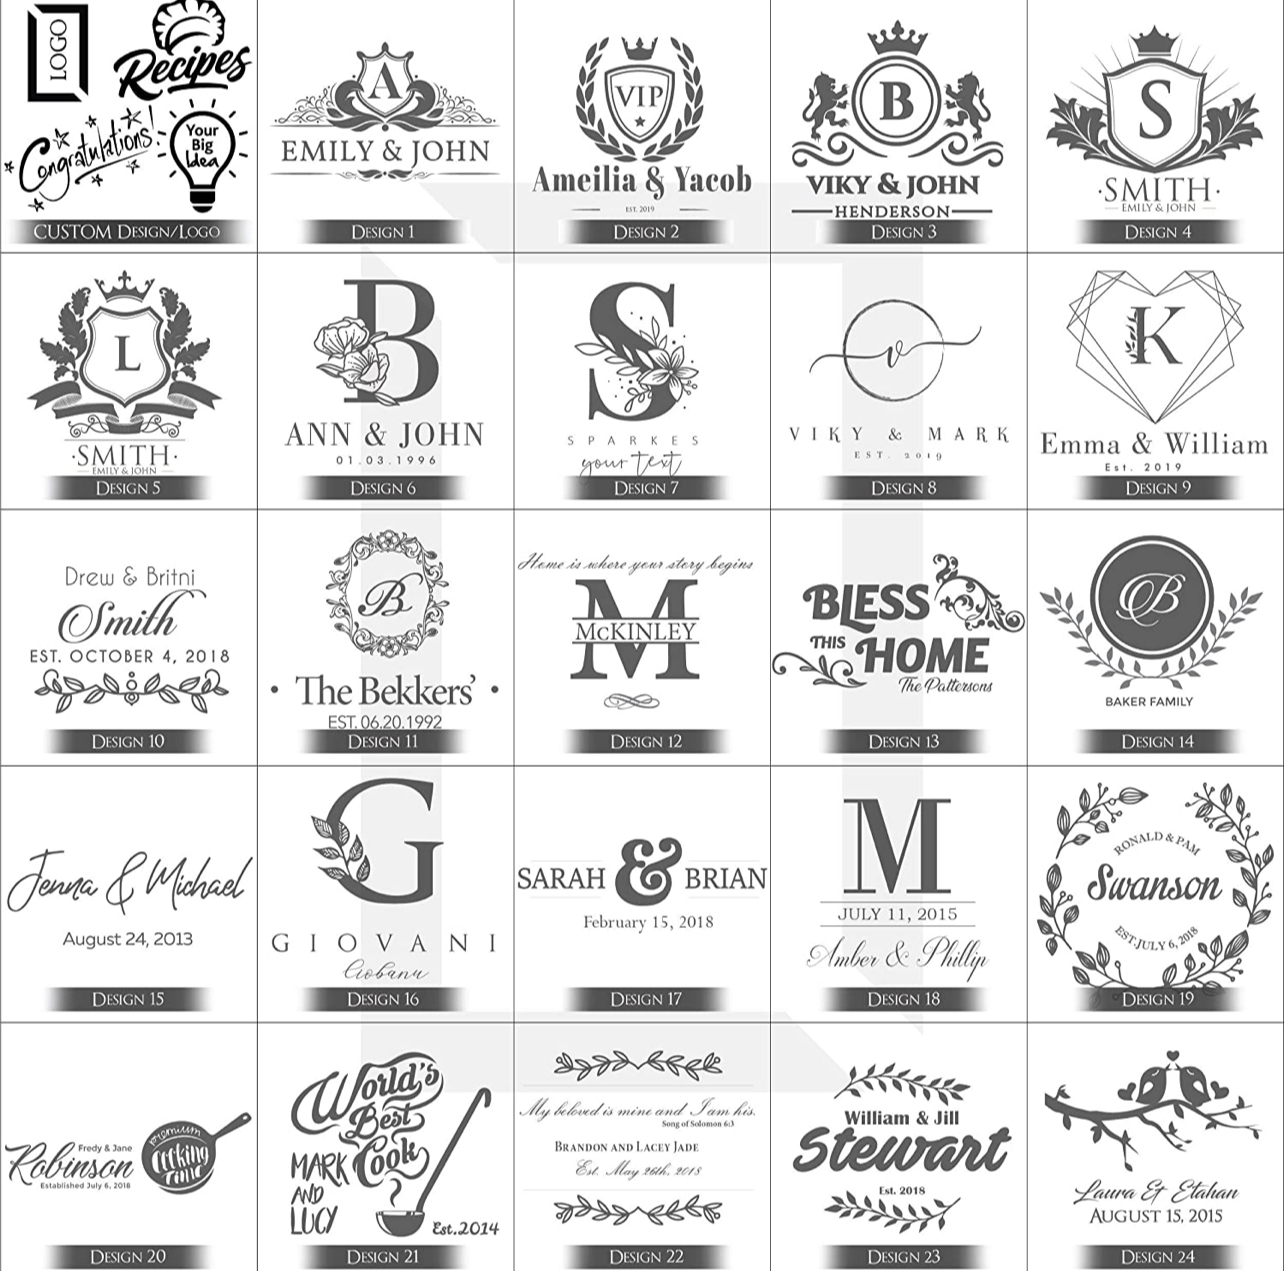 LOGO
Recipes
Congratulations!
Your
Big
Idea
CUSTOM DESIGN/LOGO
A
EMILY & JOHN
DESIGN 1
VIP
Ameilia & Yacob
EST. 2019
DESIGN 2
B
VIKY & JOHN
HENDERSON
DESIGN 3
S
·SMITH·
EMILY & JOHN
DESIGN 4
L
·SMITH·
EMILY & JOHN
DESIGN 5
B
ANN & JOHN
01.03.1996
DESIGN 6
S
SPARKES
your text
DESIGN 7
v
VIKY & MARK
EST. 2019
DESIGN 8
K
Emma & William
Est. 2019
DESIGN 9
Drew & Britni
Smith
EST. OCTOBER 4, 2018
DESIGN 10
B
· The Bekkers' ·
EST. 06.20.1992
DESIGN 11
Home is where your story begins
M
McKINLEY
DESIGN 12
BLESS
THIS HOME
The Pattersons
DESIGN 13
B
BAKER FAMILY
DESIGN 14
Jenna & Michael
August 24, 2013
DESIGN 15
G
GIOVANI
Ciobanu
DESIGN 16
SARAH & BRIAN
February 15, 2018
DESIGN 17
M
JULY 11, 2015
Amber & Phillip
DESIGN 18
RONALD & PAM
Swanson
EST. JULY 6, 2018
DESIGN 19
Fredy & Jane
Robinson
Established July 6, 2018
premium
Cooking
DESIGN 20
World's
Best
Cook
MARK
AND
LUCY
Est.2014
DESIGN 21
My beloved is mine and I am his.
Song of Solomon 6:3
BRANDON AND LACEY JADE
Est. May 26th, 2018
DESIGN 22
William & Jill
Stewart
Est. 2018
DESIGN 23
Laura & Etahan
AUGUST 15, 2015
DESIGN 24